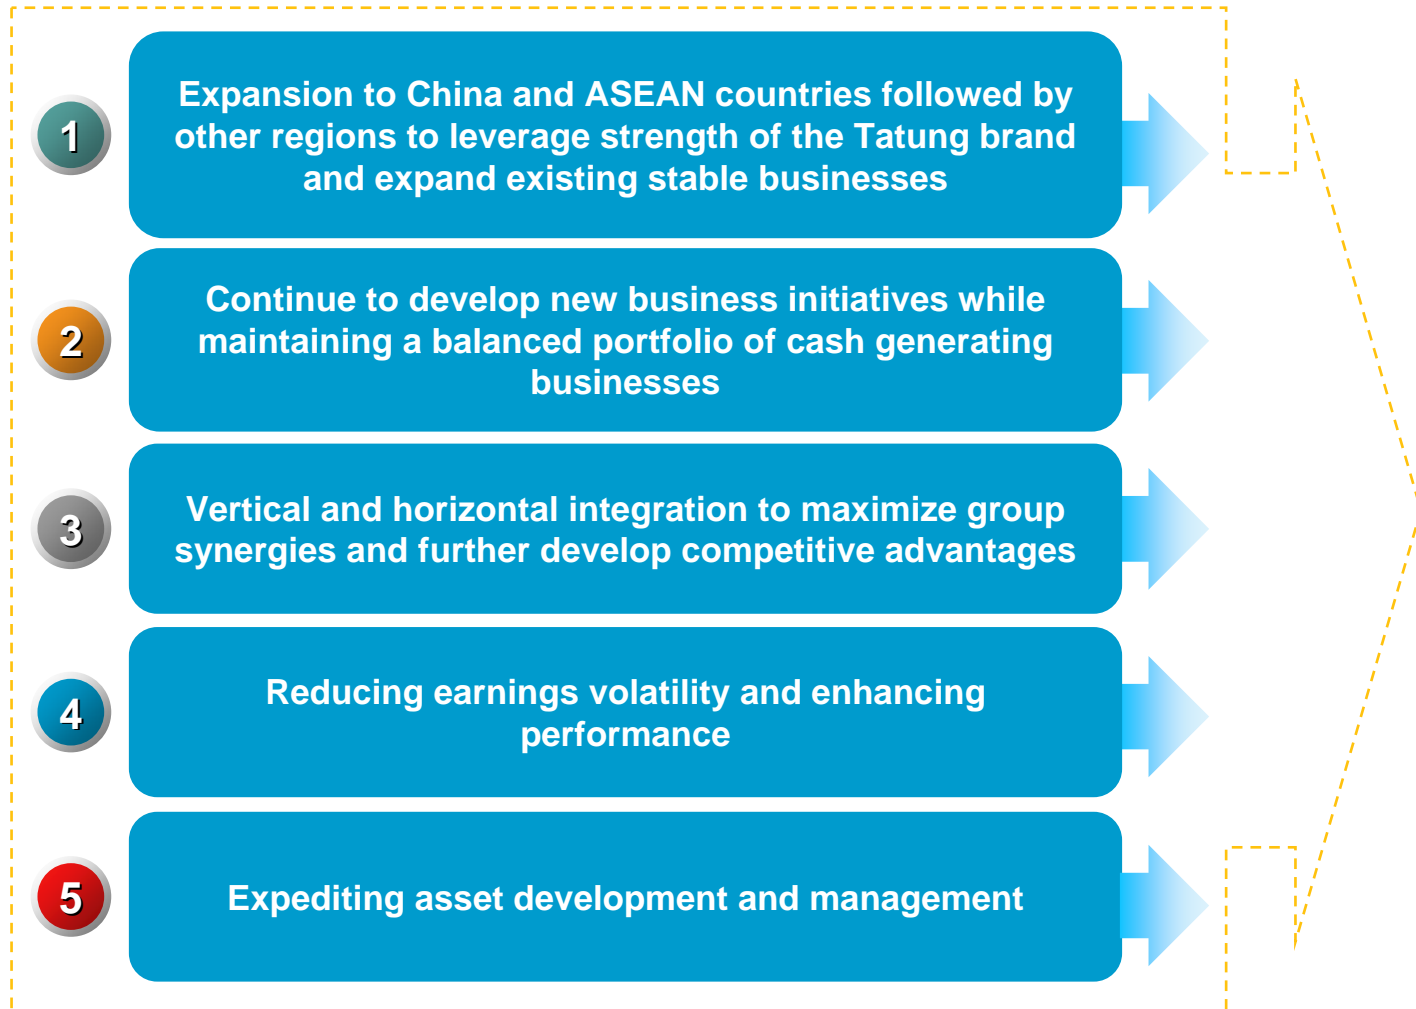 1
Expansion to China and ASEAN countries followed by
other regions to leverage strength of the Tatung brand
and expand existing stable businesses
2
Continue to develop new business initiatives while
maintaining a balanced portfolio of cash generating
businesses
3
Vertical and horizontal integration to maximize group
synergies and further develop competitive advantages
4
Reducing earnings volatility and enhancing
performance
5
Expediting asset development and management